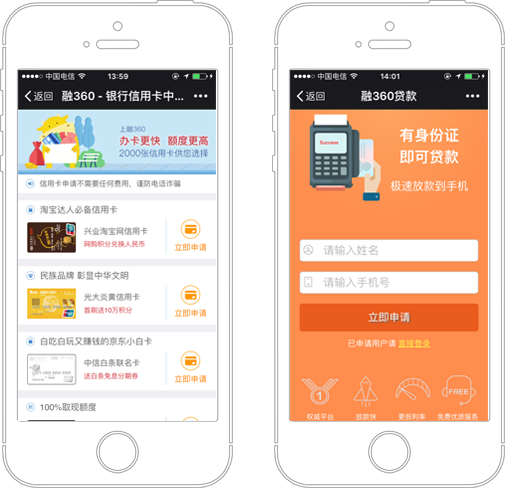 中国电信
13:59
返回
融360 - 银行信用卡中...
上融360
办卡更快 额度更高
2000张信用卡供您选择
信用卡申请不需要任何费用，谨防电话诈骗
淘宝达人必备信用卡
兴业淘宝网信用卡
网购积分兑换人民币
立即申请
民族品牌 彰显中华文明
光大炎黄信用卡
首刷送10万积分
立即申请
白吃白玩又赚钱的京东小白卡
中信白条联名卡
送白条免息分期券
立即申请
100%取现额度
中国电信
14:01
返回
融360贷款
Success
有身份证
即可贷款
极速放款到手机
请输入姓名
请输入手机号
立即申请
已申请用户请 直接登录
1
FREE
权威平台
放款快
更低利率
免费优质服务